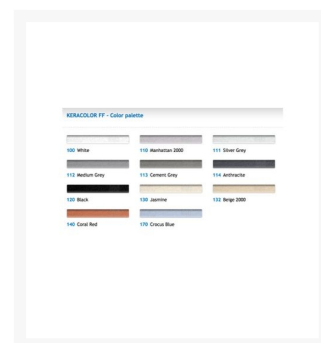 KERACOLOR FF - Color palette
100 White
110 Manhattan 2000
111 Silver Grey
112 Medium Grey
113 Cement Grey
114 Anthracite
120 Black
130 Jasmine
132 Beige 2000
140 Coral Red
170 Crocus Blue